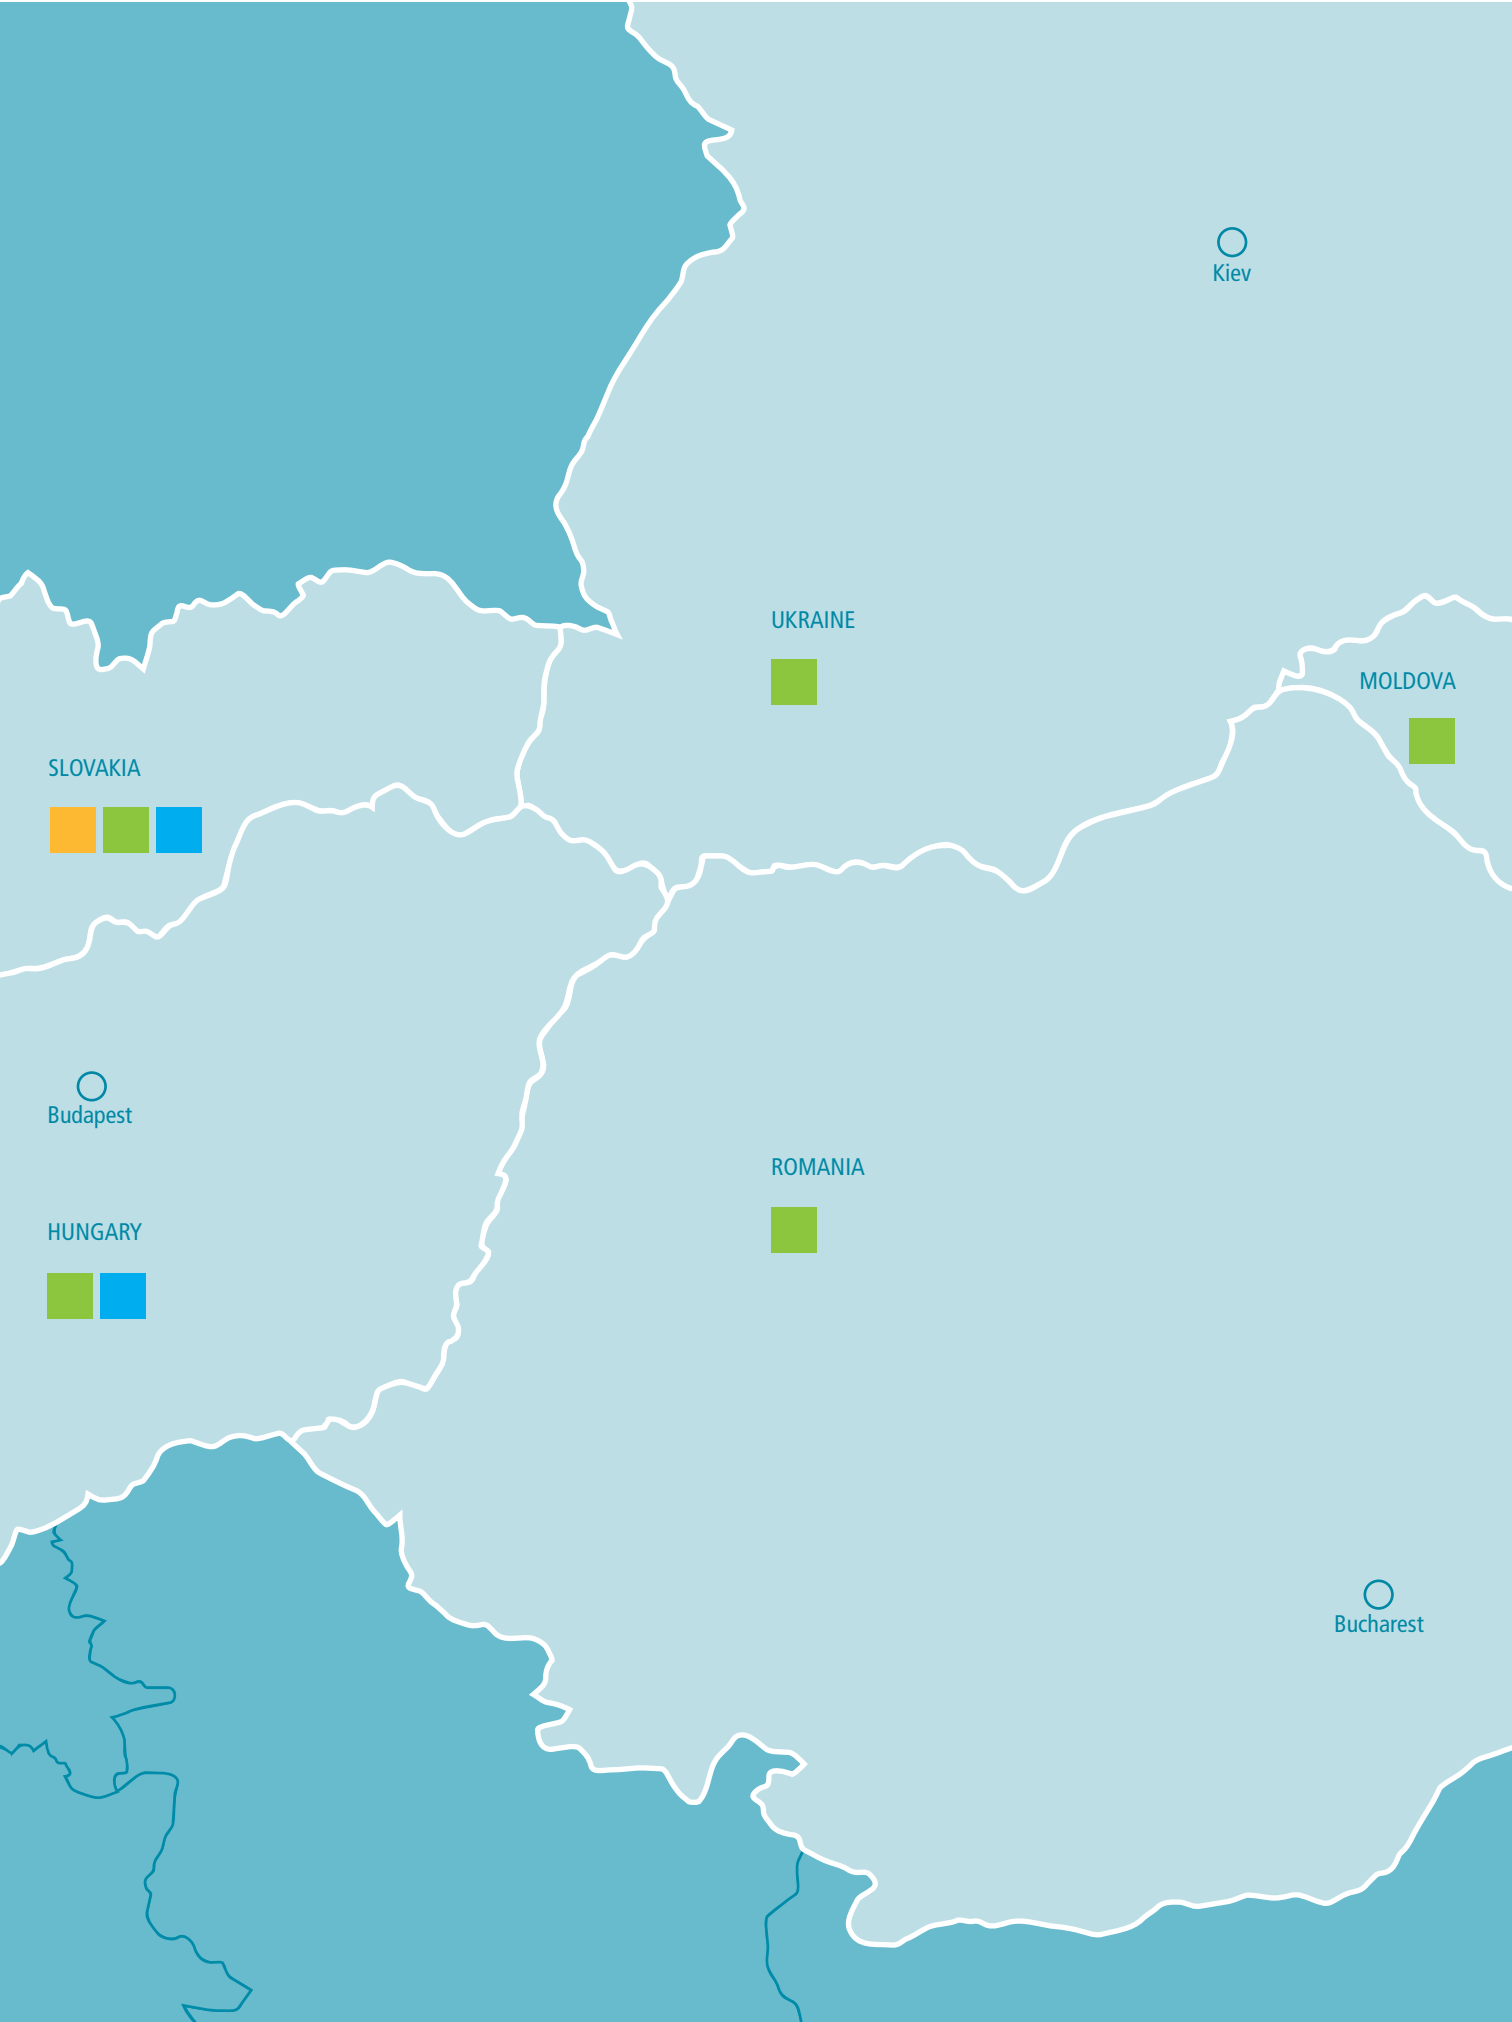 Kiev
UKRAINE
MOLDOVA
SLOVAKIA
Budapest
ROMANIA
HUNGARY
Bucharest